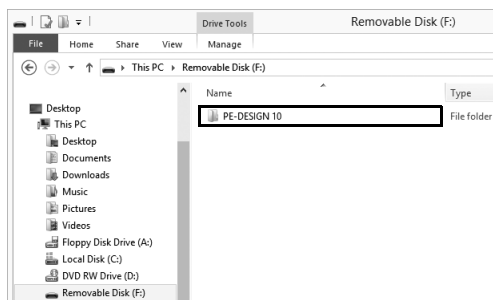 Drive Tools
Removable Disk (F:)
File
Home
Share
View
Manage
This PC
Removable Disk (F:)
Name
Type
PE-DESIGN 10
File folder
Desktop
This PC
Desktop
Documents
Downloads
Music
Pictures
Videos
Floppy Disk Drive (A:)
Local Disk (C:)
DVD RW Drive (D:)
Removable Disk (F:)